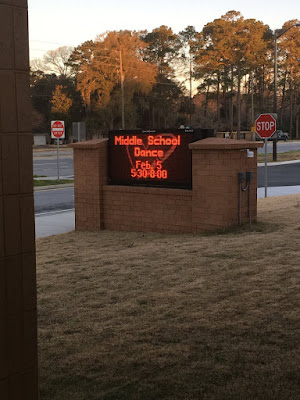 Middle School
Dance
Feb. 5
5:30-8:00
STOP